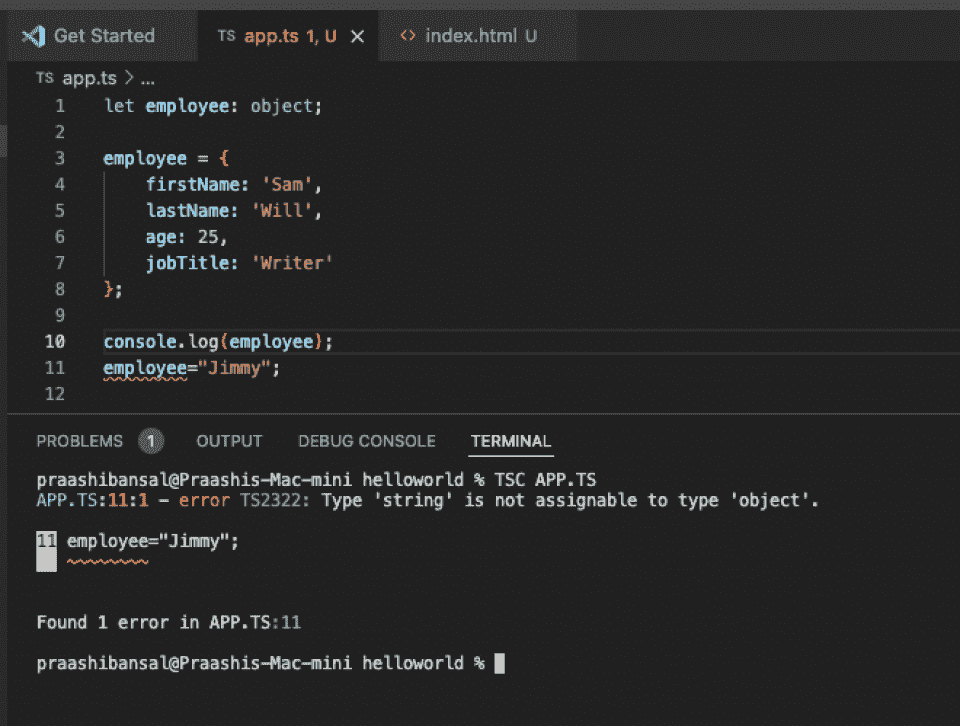 Get Started TS app.ts 1, U × <> index.html U
TS app.ts > ...
1 let employee: object;
2
3 employee = {
4 firstName: 'Sam',
5 lastName: 'Will',
6 age: 25,
7 jobTitle: 'Writer'
8 };
9
10 console.log(employee);
11 employee="Jimmy";
12
PROBLEMS 1 OUTPUT DEBUG CONSOLE TERMINAL
praashibansal@Praashis-Mac-mini helloworld % TSC APP.TS
APP.TS:11:1 - error TS2322: Type 'string' is not assignable to type 'object'.
11 employee="Jimmy";
Found 1 error in APP.TS:11
praashibansal@Praashis-Mac-mini helloworld %